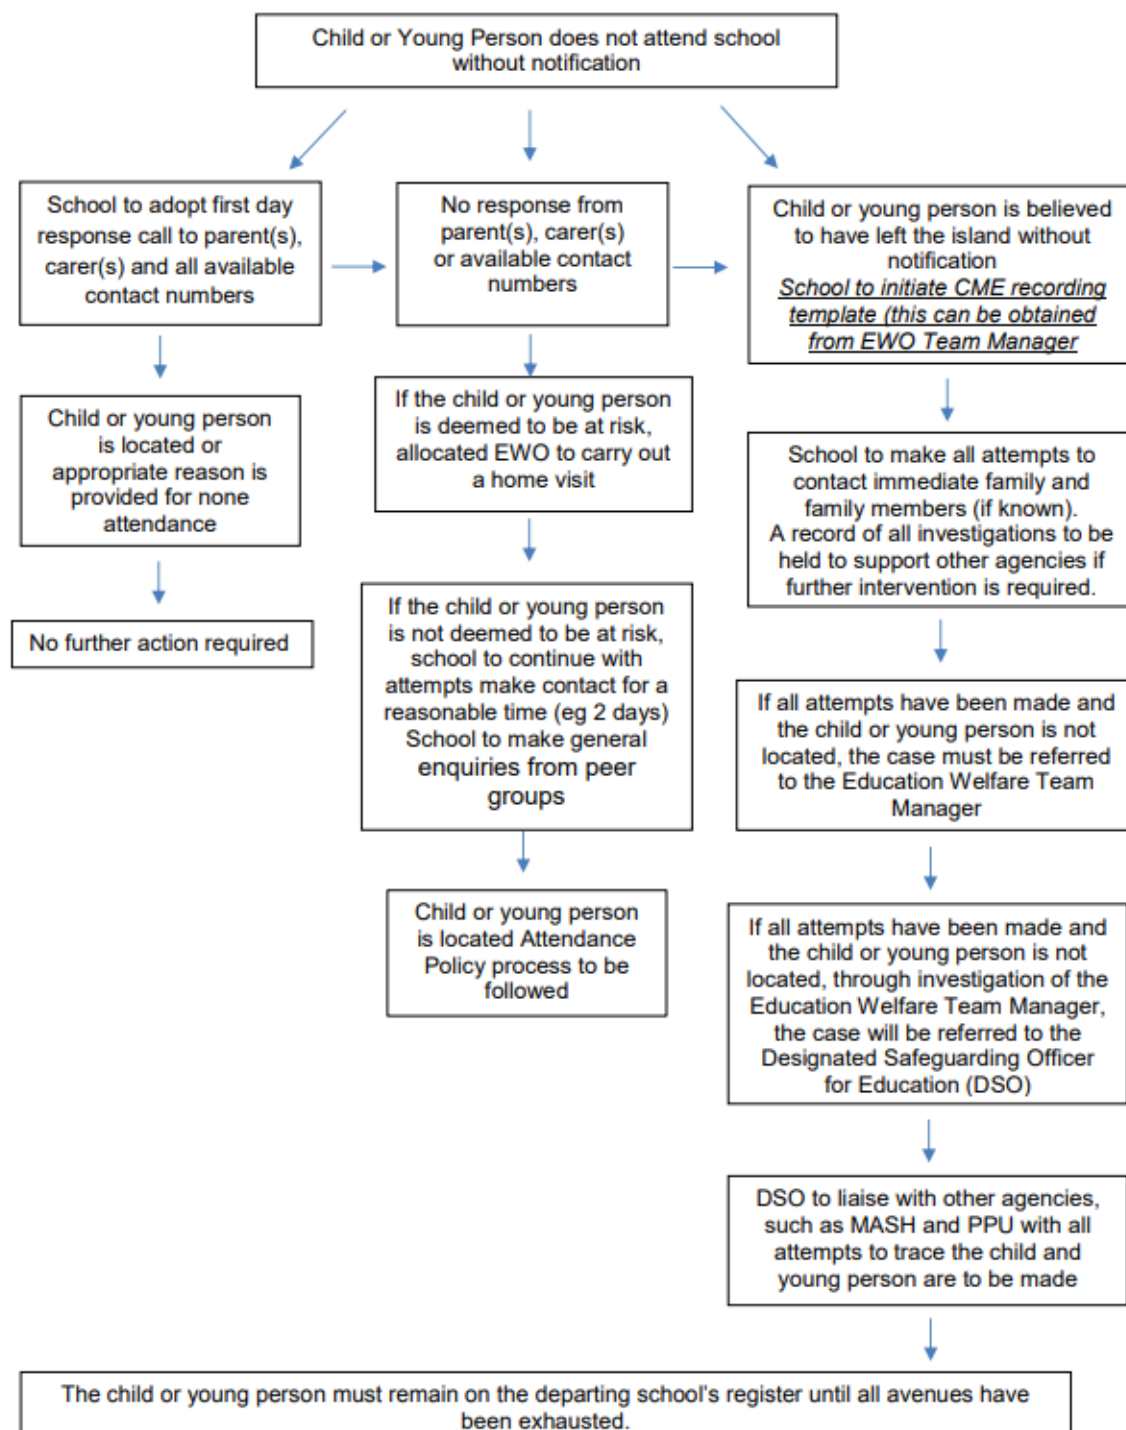 Child or Young Person does not attend school
without notification
School to adopt first day
response call to parent(s),
carer(s) and all available
contact numbers
No response from
parent(s), carer(s)
or available contact
numbers
Child or young person is believed
to have left the island without
notification
School to initiate CME recording
template (this can be obtained
from EWO Team Manager
Child or young person
is located or
appropriate reason is
provided for none
attendance
If the child or young person
is deemed to be at risk,
allocated EWO to carry out
a home visit
School to make all attempts to
contact immediate family and
family members (if known).
A record of all investigations to be
held to support other agencies if
further intervention is required.
No further action required
If the child or young person
is not deemed to be at risk,
school to continue with
attempts make contact for a
reasonable time (eg 2 days)
School to make general
enquiries from peer
groups
If all attempts have been made and
the child or young person is not
located, the case must be referred
to the Education Welfare Team
Manager
Child or young person
is located Attendance
Policy process to be
followed
If all attempts have been made and
the child or young person is not
located, through investigation of the
Education Welfare Team Manager,
the case will be referred to the
Designated Safeguarding Officer
for Education (DSO)
DSO to liaise with other agencies,
such as MASH and PPU with all
attempts to trace the child and
young person are to be made
The child or young person must remain on the departing school's register until all avenues have
been exhausted.